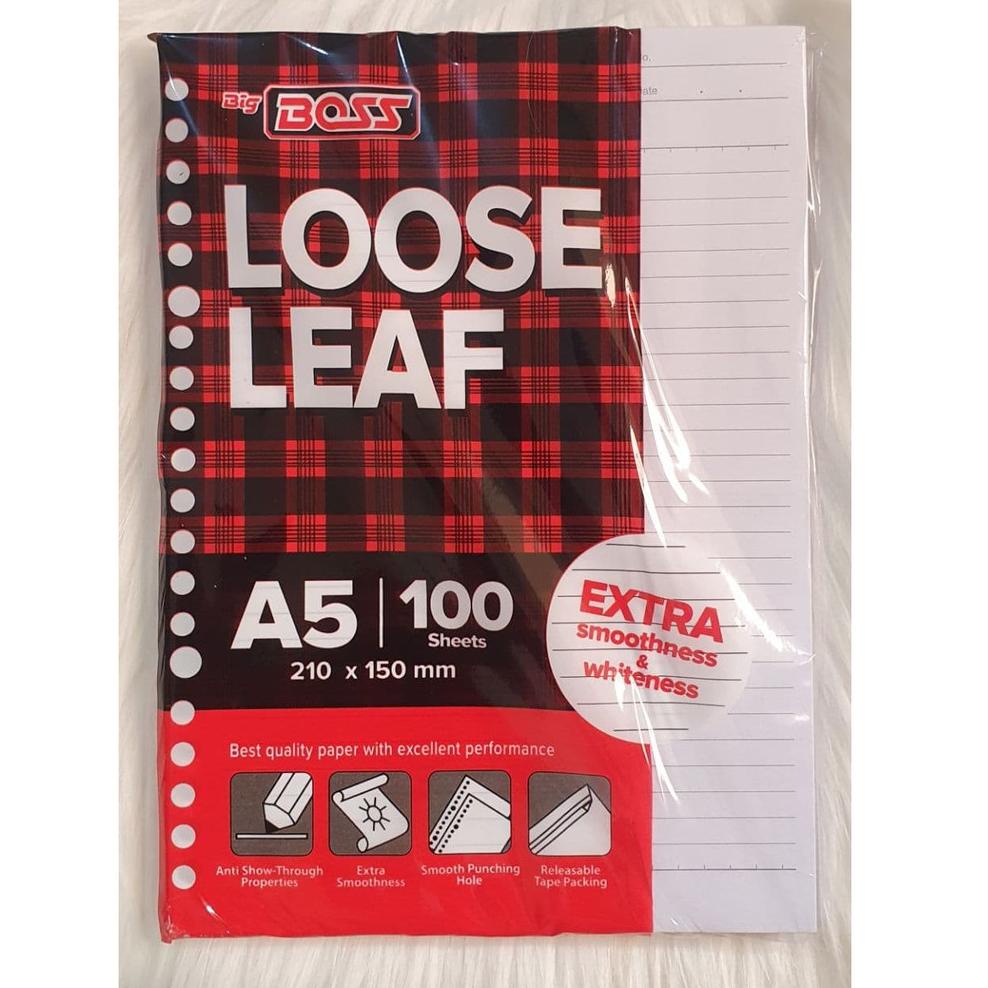 Big BOSS
LOOSE
LEAF
A5 | 100
Sheets
210 x 150 mm
EXTRA
smoothness
&
whiteness
Best quality paper with excellent performance
Anti Show-Through
Properties
Extra
Smoothness
Smooth Punching
Hole
Releasable
Tape Packing